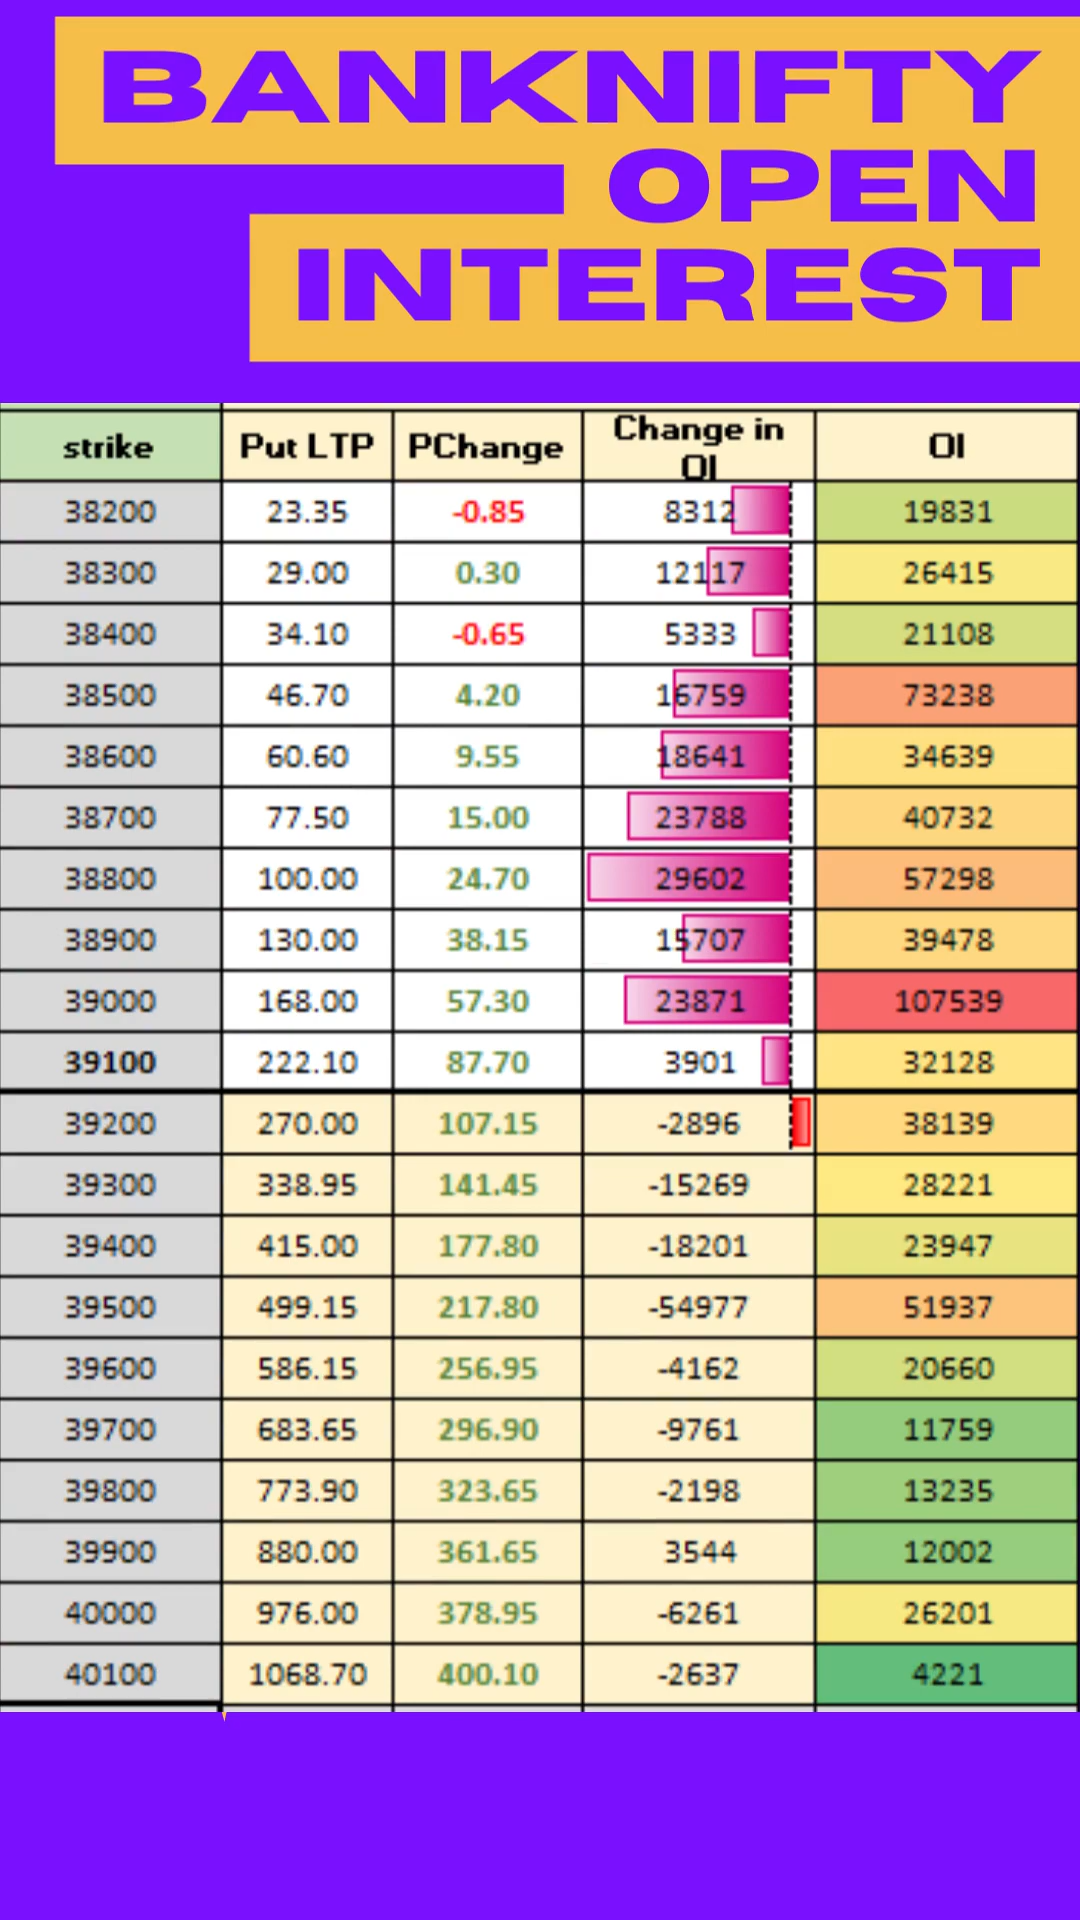 BANKNIFTY
OPEN
INTEREST
strike Put LTP PChange Change in OI OI
38200 23.35 -0.85 8312 19831
38300 29.00 0.30 12117 26415
38400 34.10 -0.65 5333 21108
38500 46.70 4.20 16759 73238
38600 60.60 9.55 18641 34639
38700 77.50 15.00 23788 40732
38800 100.00 24.70 29602 57298
38900 130.00 38.15 15707 39478
39000 168.00 57.30 23871 107539
39100 222.10 87.70 3901 32128
39200 270.00 107.15 -2896 38139
39300 338.95 141.45 -15269 28221
39400 415.00 177.80 -18201 23947
39500 499.15 217.80 -54977 51937
39600 586.15 256.95 -4162 20660
39700 683.65 296.90 -9761 11759
39800 773.90 323.65 -2198 13235
39900 880.00 361.65 3544 12002
40000 976.00 378.95 -6261 26201
40100 1068.70 400.10 -2637 4221